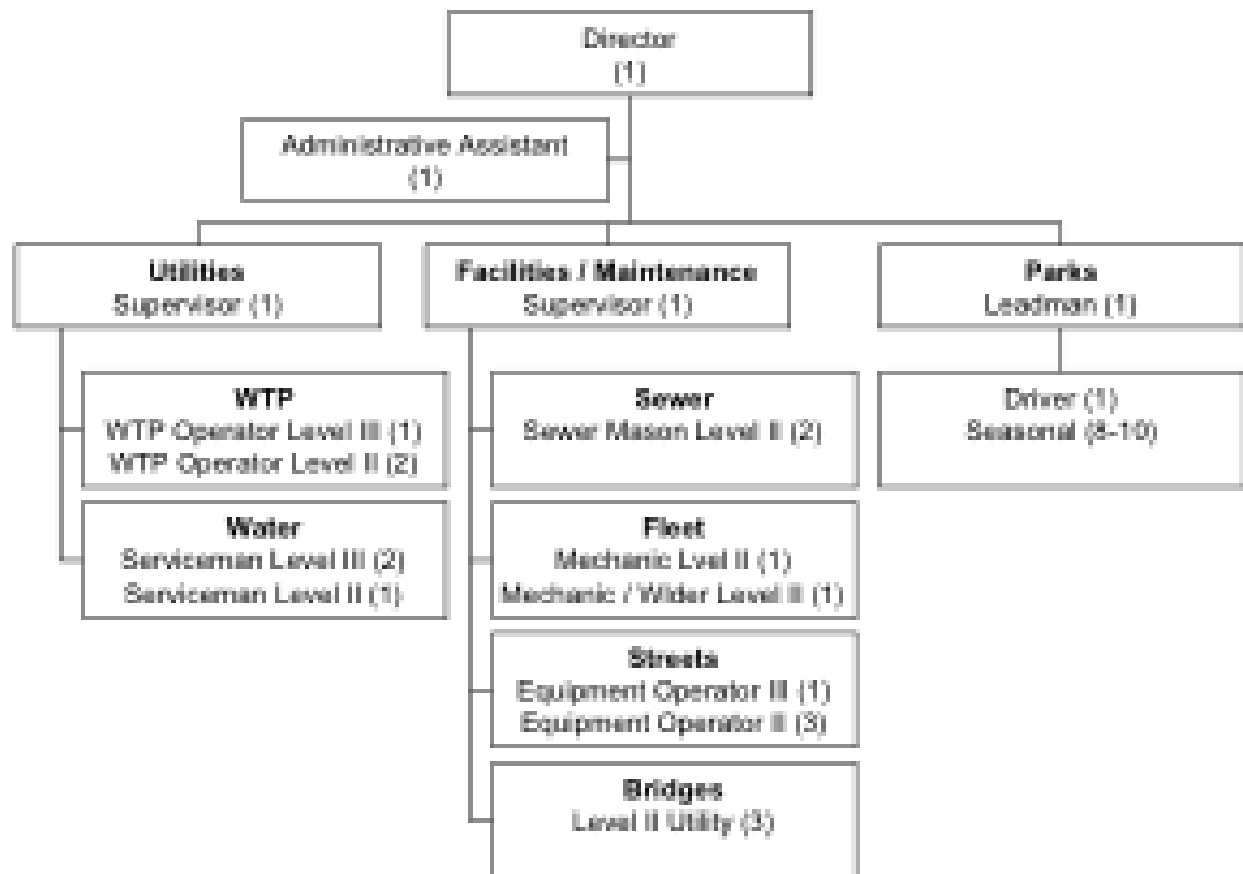 Director
(1)
Administrative Assistant
(1)
Utilities
Supervisor (1)
Facilities / Maintenance
Supervisor (1)
Parks
Leadman (1)
WTP
WTP Operator Level III (1)
WTP Operator Level II (2)
Water
Serviceman Level III (2)
Serviceman Level II (1)
Sewer
Sewer Mason Level II (2)
Fleet
Mechanic Lvel II (1)
Mechanic / Wlder Level II (1)
Streets
Equipment Operator III (1)
Equipment Operator II (3)
Bridges
Level II Utility (3)
Driver (1)
Seasonal (8-10)